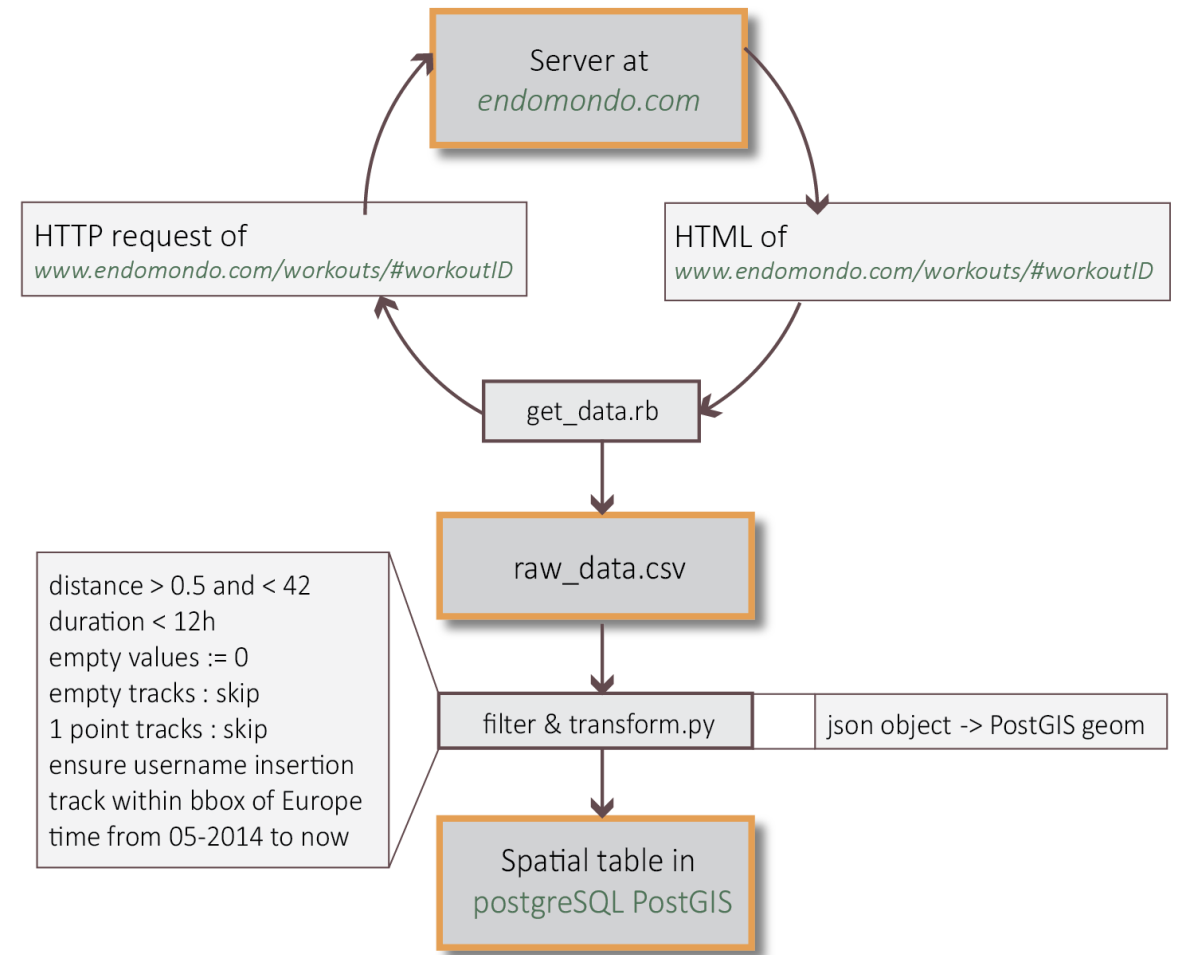 Server at
endomondo.com
HTTP request of
www.endomondo.com/workouts/#workoutID
HTML of
www.endomondo.com/workouts/#workoutID
get_data.rb
raw_data.csv
distance > 0.5 and < 42
duration < 12h
empty values := 0
empty tracks : skip
1 point tracks : skip
ensure username insertion
track within bbox of Europe
time from 05-2014 to now
filter & transform.py
json object -> PostGIS geom
Spatial table in
postgreSQL PostGIS